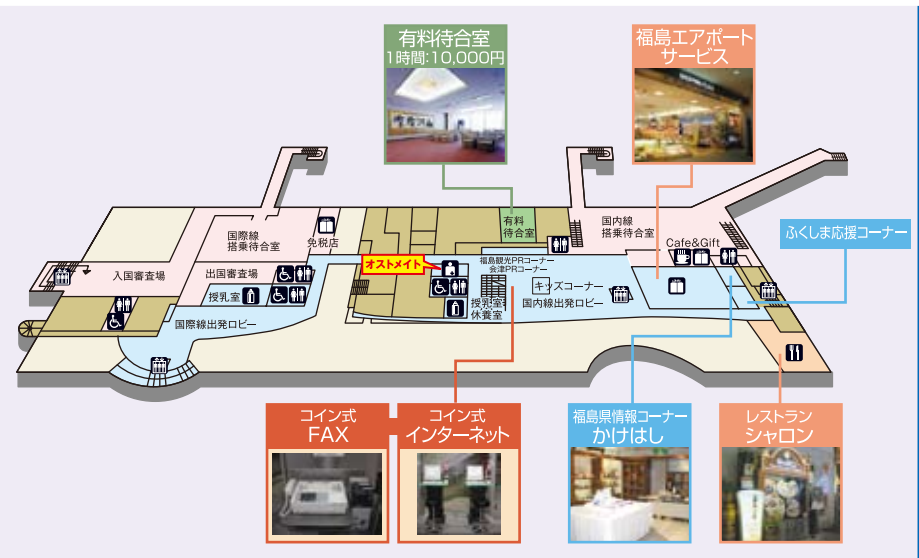 有料待合室
1時間:10,000円
福島エアポート
サービス
国際線
搭乗待合室
免税店
有料
待合室
国内線
搭乗待合室
Cafe&Gift
ふくしま応援コーナー
入国審査場
出国審査場
オストメイト
福島観光PRコーナー
会津PRコーナー
キッズコーナー
授乳室
授乳室
休養室
国内線出発ロビー
国際線出発ロビー
コイン式
FAX
コイン式
インターネット
福島県情報コーナー
かけはし
レストラン
シャロン